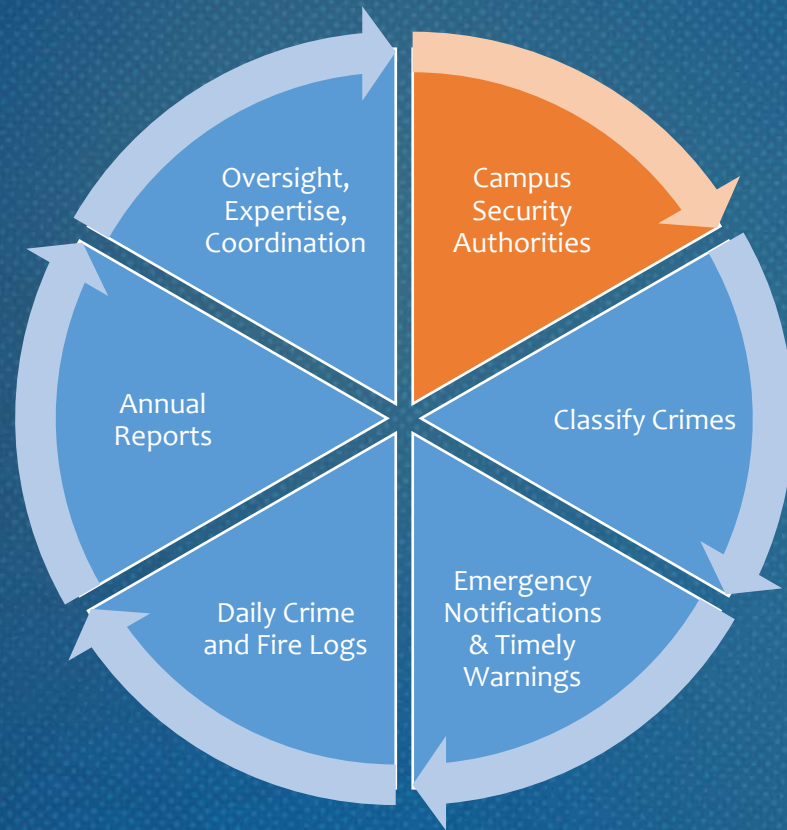 Oversight,
Expertise,
Coordination
Campus
Security
Authorities
Annual
Reports
Classify Crimes
Daily Crime
and Fire Logs
Emergency
Notifications
& Timely
Warnings